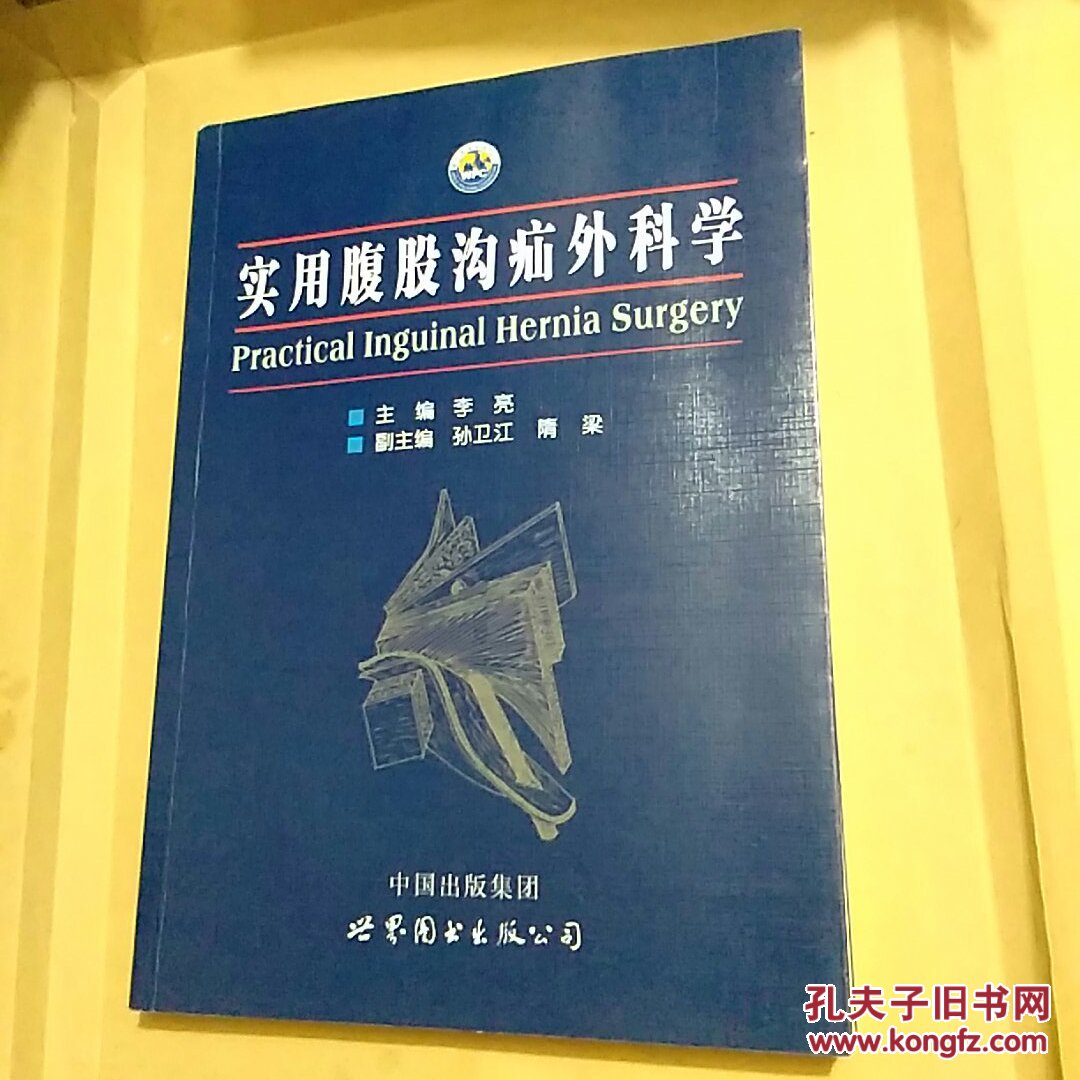 WPC
实用腹股沟疝外科学
Practical Inguinal Hernia Surgery
主 编 李 亮
副主编 孙卫江 隋 梁
中国出版集团
世界图书出版公司
孔夫子旧书网
www.kongfz.com